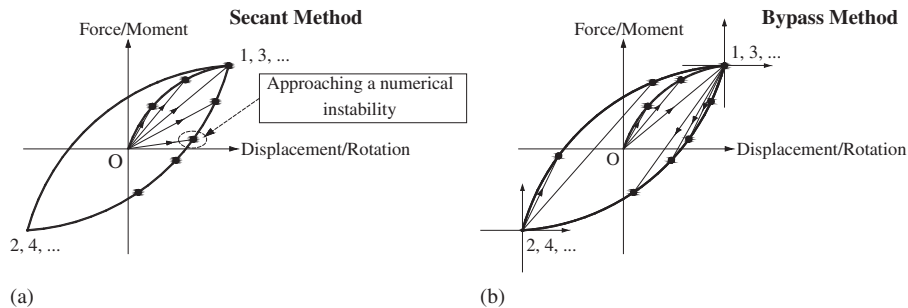 Secant Method
Force/Moment
1, 3, ...
Approaching a numerical
instability
O
Displacement/Rotation
2, 4, ...
(a)
Bypass Method
Force/Moment
1, 3, ...
O
Displacement/Rotation
2, 4, ...
(b)